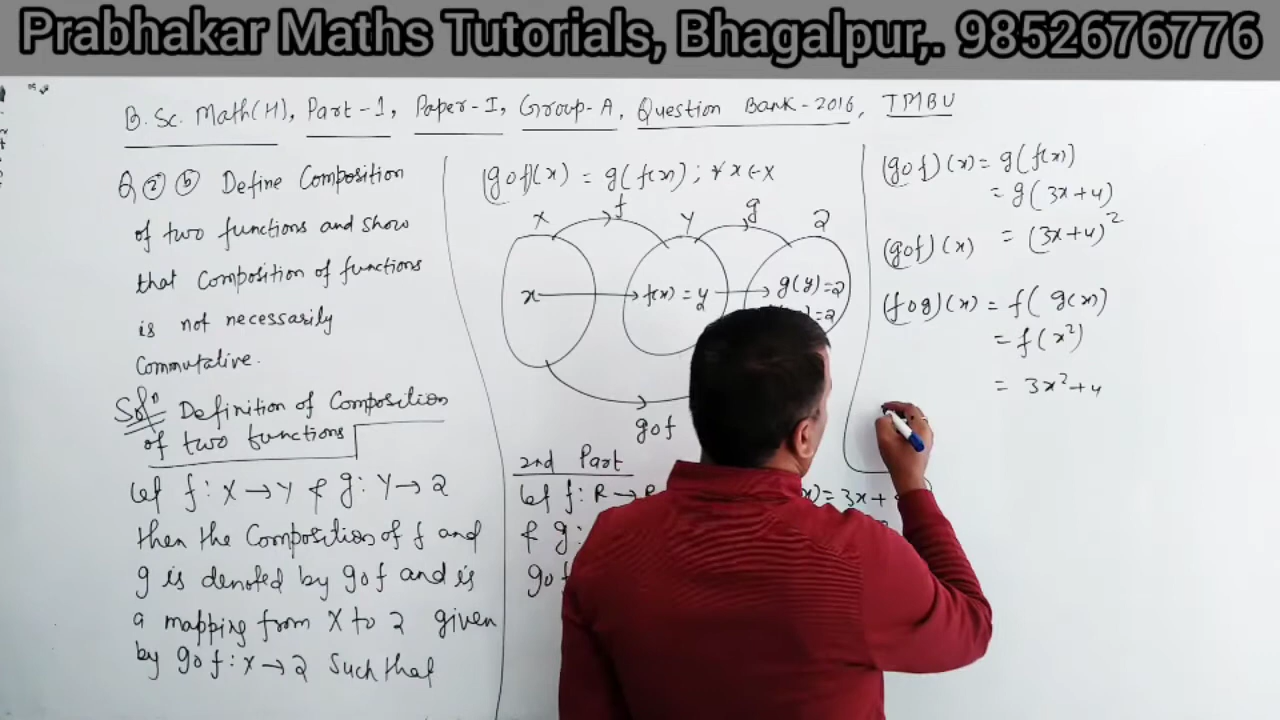 Prabhakar Maths Tutorials, Bhagalpur,. 9852676776
B.Sc. Math(H), Part-1, Paper-I, Group-A, Question Bank-2016, TMBU
Q ② ⑤ Define Composition
of two functions and show
that Composition of functions
is not necessarily
Commutative.
Solⁿ Definition of Composition
of two functions
Let f: X → Y & g: Y → Z
then the Composition of f and
g is denoted by gof and is
a mapping from X to Z given
by gof: X → Z Such that
(gof)(x) = g(f(x)); ∀ x ∈ X
f g
X Y Z
x f(x) = y g(y) = Z
= Z
gof
2nd Part
Let f: R → R = 3x+
& g:
gof
(gof)(x) = g(f(x))
= g(3x+4)
(gof)(x) = (3x+4)²
(fog)(x) = f(g(x)
= f(x²)
= 3x²+4